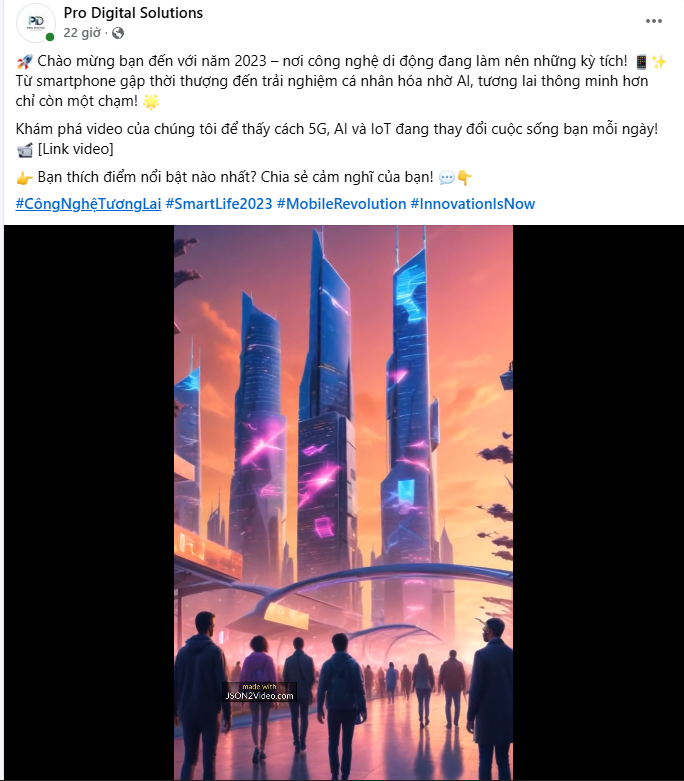 Pro Digital Solutions
22 giờ ·
🚀 Chào mừng bạn đến với năm 2023 – nơi công nghệ di động đang làm nên những kỳ tích! 📱✨
Từ smartphone gập thời thượng đến trải nghiệm cá nhân hóa nhờ AI, tương lai thông minh hơn
chỉ còn một chạm! 🌟
Khám phá video của chúng tôi để thấy cách 5G, AI và IoT đang thay đổi cuộc sống bạn mỗi ngày!
📹 [Link video]
👉 Bạn thích điểm nổi bật nào nhất? Chia sẻ cảm nghĩ của bạn! 💬👇
#CôngNghệTươngLai #SmartLife2023 #MobileRevolution #InnovationIsNow
made with
JSON2Video.com